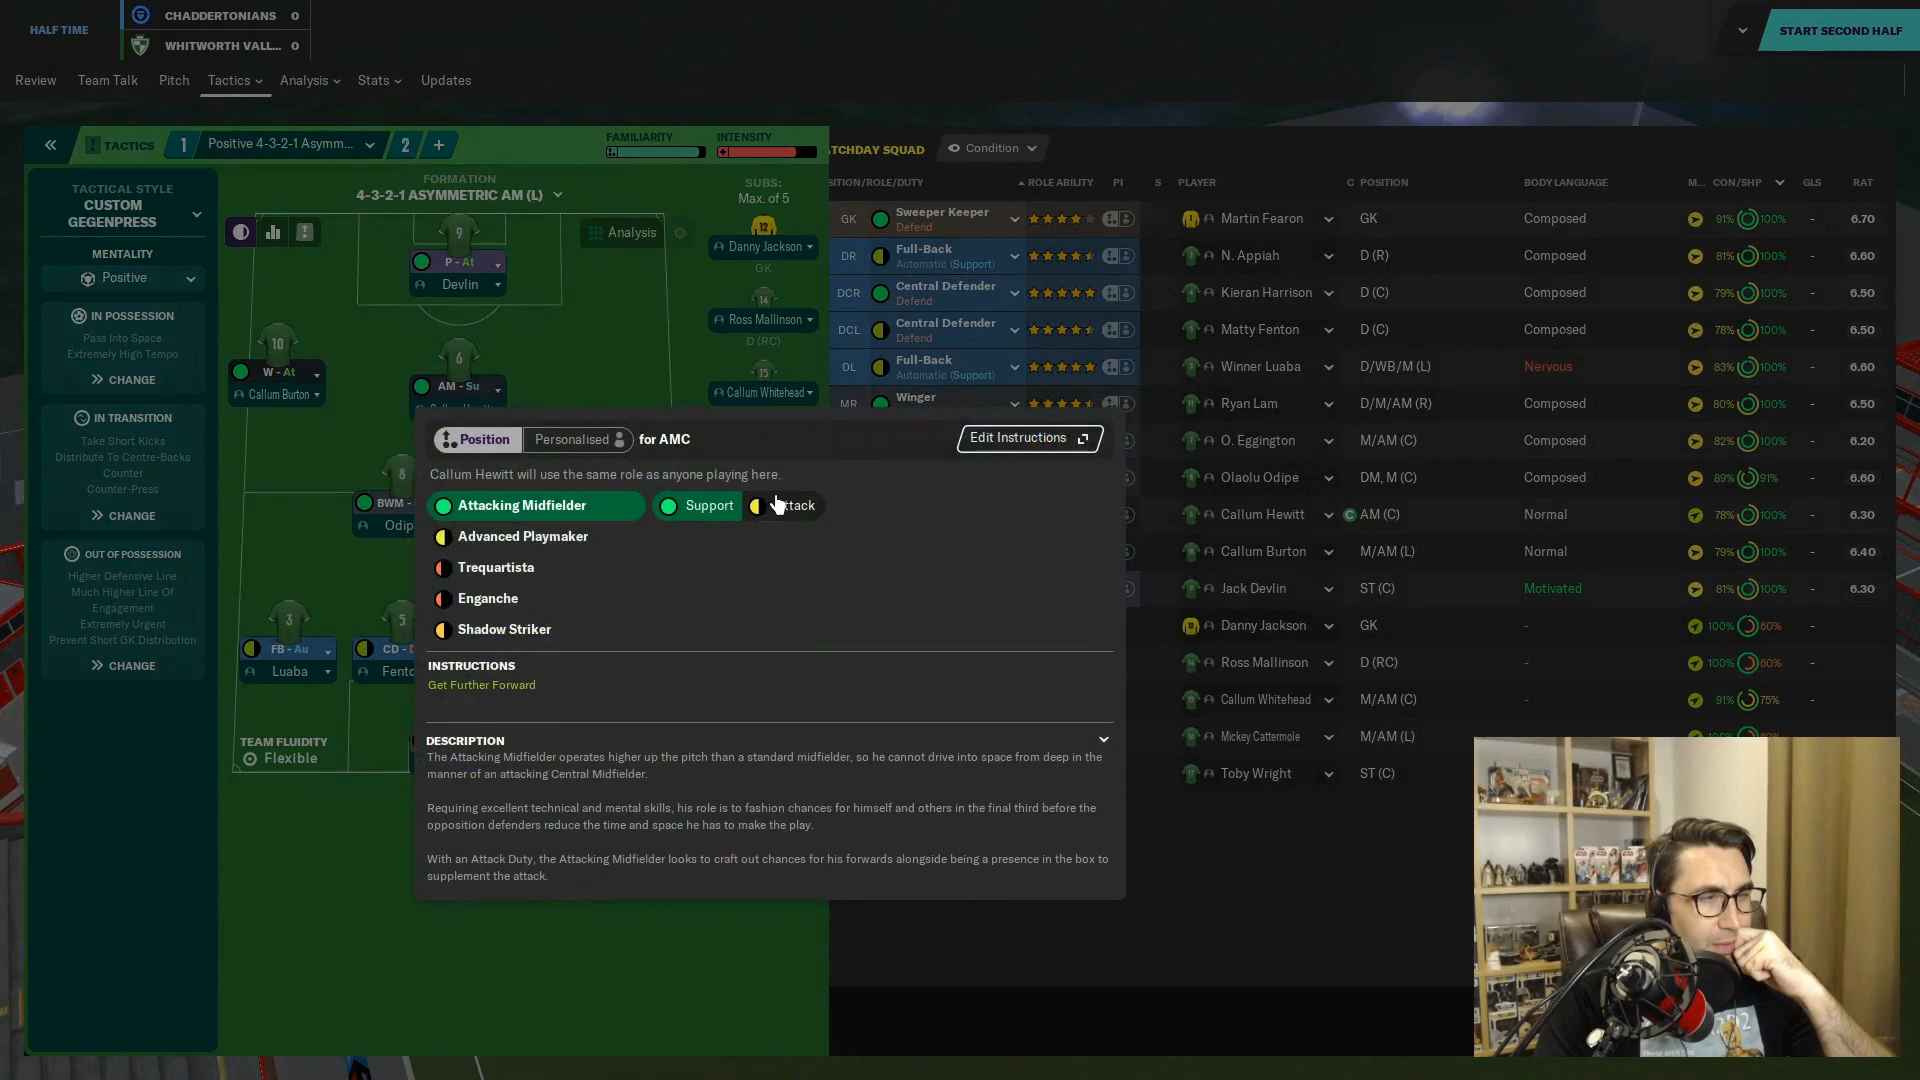 HALF TIME
CHADDERTONIANS 0
WHITWORTH VALL... 0
START SECOND HALF
Review
Team Talk
Pitch
Tactics
Analysis
Stats
Updates
TACTICS
1
Positive 4-3-2-1 Asymm...
2
+
FAMILIARITY
INTENSITY
TACTICAL STYLE
CUSTOM
GEGENPRESS
MENTALITY
Positive
IN POSSESSION
Pass Into Space
Extremely High Tempo
CHANGE
IN TRANSITION
Take Short Kicks
Distribute To Centre-Backs
Counter
Counter-Press
CHANGE
OUT OF POSSESSION
Higher Defensive Line
Much Higher Line Of
Engagement
Extremely Urgent
Prevent Short GK Distribution
CHANGE
FORMATION
4-3-2-1 ASYMMETRIC AM (L)
Analysis
9
P - At
Devlin
10
W - At
Callum Burton
6
AM - Su
8
BWM -
Odip
3
FB - Au
Luaba
5
CD - D
Fento
TEAM FLUIDITY
Flexible
SUBS:
Max. of 5
12
Danny Jackson
GK
14
Ross Mallinson
D (RC)
15
Callum Whitehead
Position
Personalised
for AMC
Edit Instructions
Callum Hewitt will use the same role as anyone playing here.
Attacking Midfielder
Support
ttack
Advanced Playmaker
Trequartista
Enganche
Shadow Striker
INSTRUCTIONS
Get Further Forward
DESCRIPTION
The Attacking Midfielder operates higher up the pitch than a standard midfielder, so he cannot drive into space from deep in the
manner of an attacking Central Midfielder.
Requiring excellent technical and mental skills, his role is to fashion chances for himself and others in the final third before the
opposition defenders reduce the time and space he has to make the play.
With an Attack Duty, the Attacking Midfielder looks to craft out chances for his forwards alongside being a presence in the box to
supplement the attack.
TCHDAY SQUAD
Condition
SITION/ROLE/DUTY
ROLE ABILITY
PI
S
PLAYER
C
POSITION
BODY LANGUAGE
M...
CON/SHP
GLS
RAT
GK Sweeper Keeper Defend Martin Fearon GK Composed 91% 100% - 6.70
DR Full-Back Automatic (Support) N. Appiah D (R) Composed 81% 100% - 6.60
DCR Central Defender Defend Kieran Harrison D (C) Composed 79% 100% - 6.50
DCL Central Defender Defend Matty Fenton D (C) Composed 78% 100% - 6.50
DL Full-Back Automatic (Support) Winner Luaba D/WB/M (L) Nervous 83% 100% - 6.60
MR Winger Ryan Lam D/M/AM (R) Composed 80% 100% - 6.50
O. Eggington M/AM (C) Composed 82% 100% - 6.20
Olaolu Odipe DM, M (C) Composed 89% 91% - 6.60
Callum Hewitt C AM (C) Normal 78% 100% - 6.30
Callum Burton M/AM (L) Normal 79% 100% - 6.40
Jack Devlin ST (C) Motivated 81% 100% - 6.30
Danny Jackson GK - 100% 60% -
Ross Mallinson D (RC) - 100% 60% -
Callum Whitehead M/AM (C) - 91% 75% -
Mickey Cattermole M/AM (L)
Toby Wright ST (C)